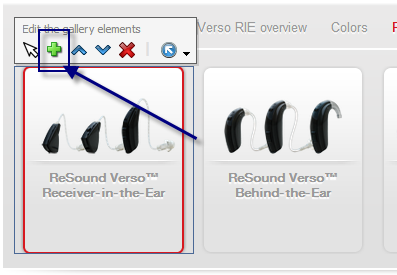 Edit the gallery elements
Verso RIE overview Colors
ReSound Verso™
Receiver-in-the-Ear
ReSound Verso™
Behind-the-Ear